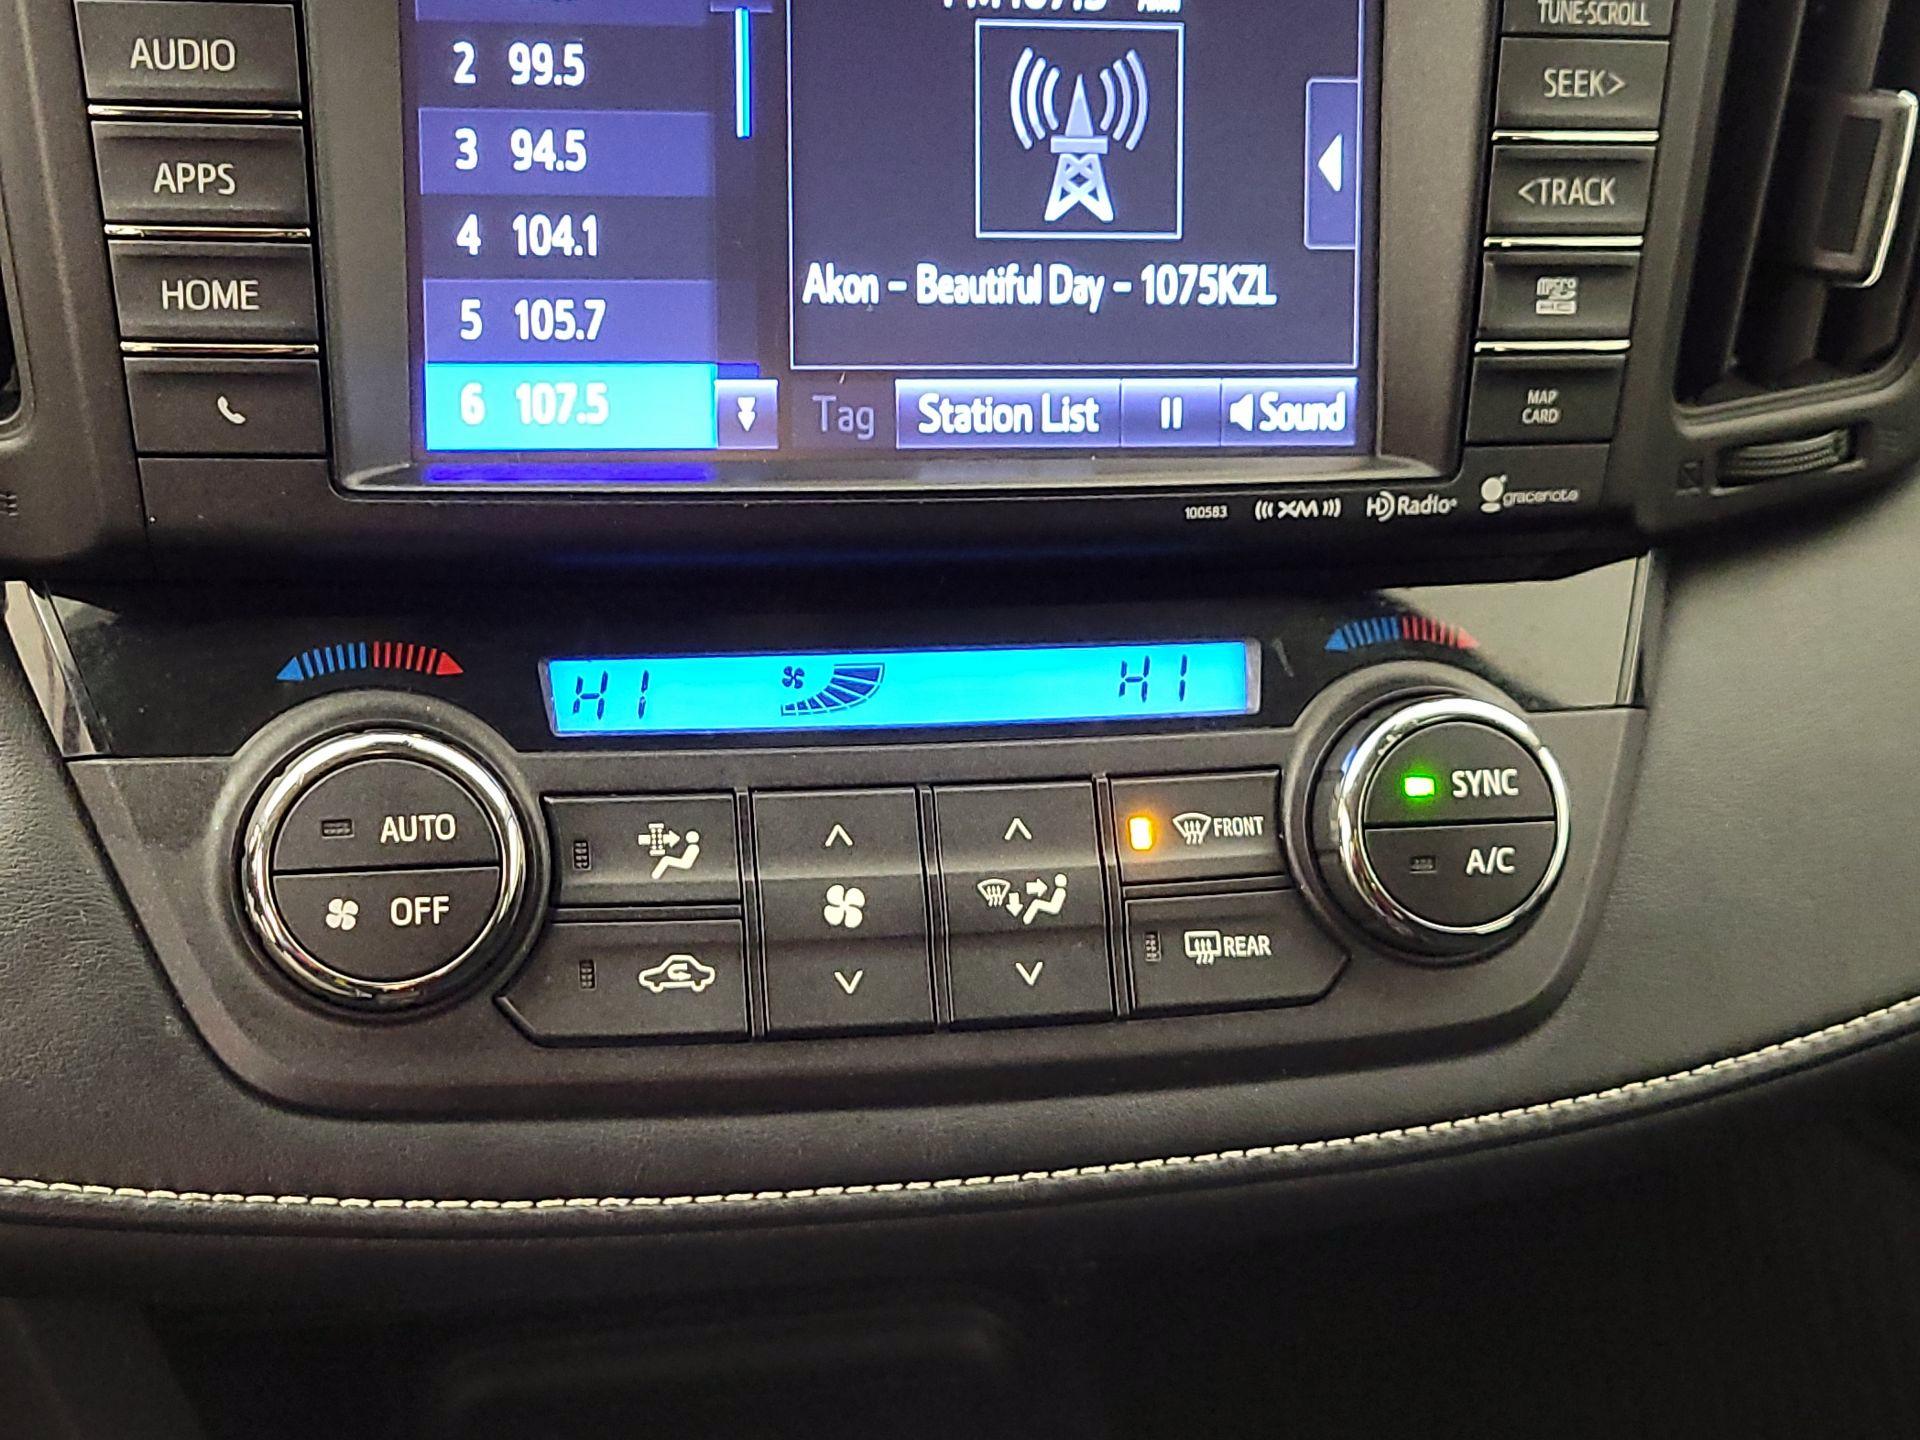 AUDIO
APPS
HOME
2 99.5
3 94.5
4 104.1
5 105.7
6 107.5
Akon - Beautiful Day - 1075KZL
Tag
Station List
Sound
TUNE·SCROLL
SEEK>
<TRACK
micro
MAP
CARD
100583
((( XM )))
HD Radio
gracenote
HI
HI
AUTO
OFF
FRONT
REAR
SYNC
A/C